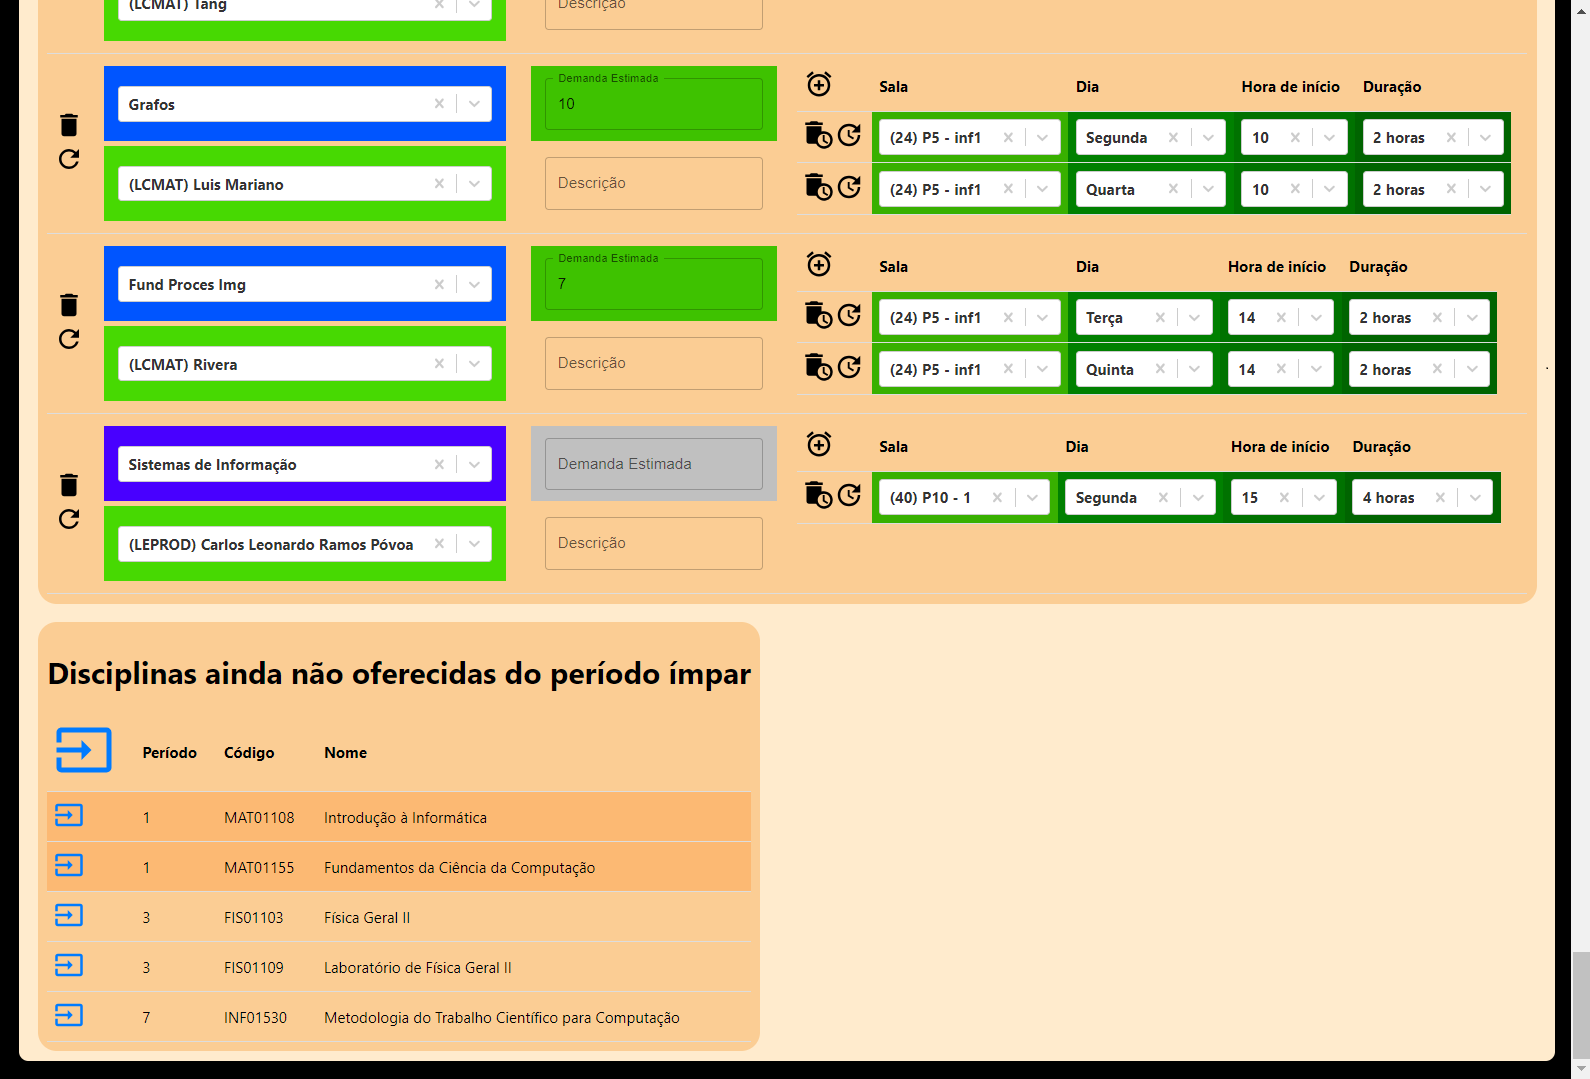 (LCMAT) Tang
Descrição
Grafos
Demanda Estimada
10
Sala Dia Hora de início Duração
(24) P5 - inf1 Segunda 10 2 horas
(LCMAT) Luis Mariano
Descrição
(24) P5 - inf1 Quarta 10 2 horas
Fund Proces Img
Demanda Estimada
7
Sala Dia Hora de início Duração
(24) P5 - inf1 Terça 14 2 horas
(LCMAT) Rivera
Descrição
(24) P5 - inf1 Quinta 14 2 horas
Sistemas de Informação
Demanda Estimada
Sala Dia Hora de início Duração
(40) P10 - 1 Segunda 15 4 horas
(LEPROD) Carlos Leonardo Ramos Póvoa
Descrição
Disciplinas ainda não oferecidas do período ímpar
Período Código Nome
1 MAT01108 Introdução à Informática
1 MAT01155 Fundamentos da Ciência da Computação
3 FIS01103 Física Geral II
3 FIS01109 Laboratório de Física Geral II
7 INF01530 Metodologia do Trabalho Científico para Computação